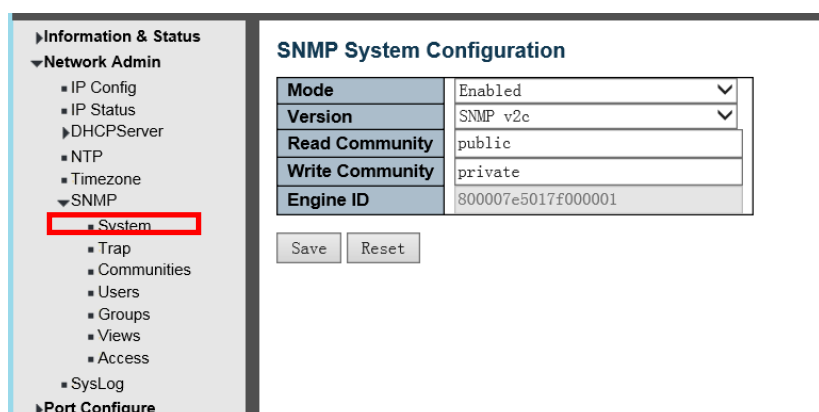 Information & Status
Network Admin
IP Config
IP Status
DHCPServer
NTP
Timezone
SNMP
System
Trap
Communities
Users
Groups
Views
Access
SysLog
Port Configure
SNMP System Configuration
Mode Enabled
Version SNMP v2c
Read Community public
Write Community private
Engine ID 800007e5017f000001
Save Reset